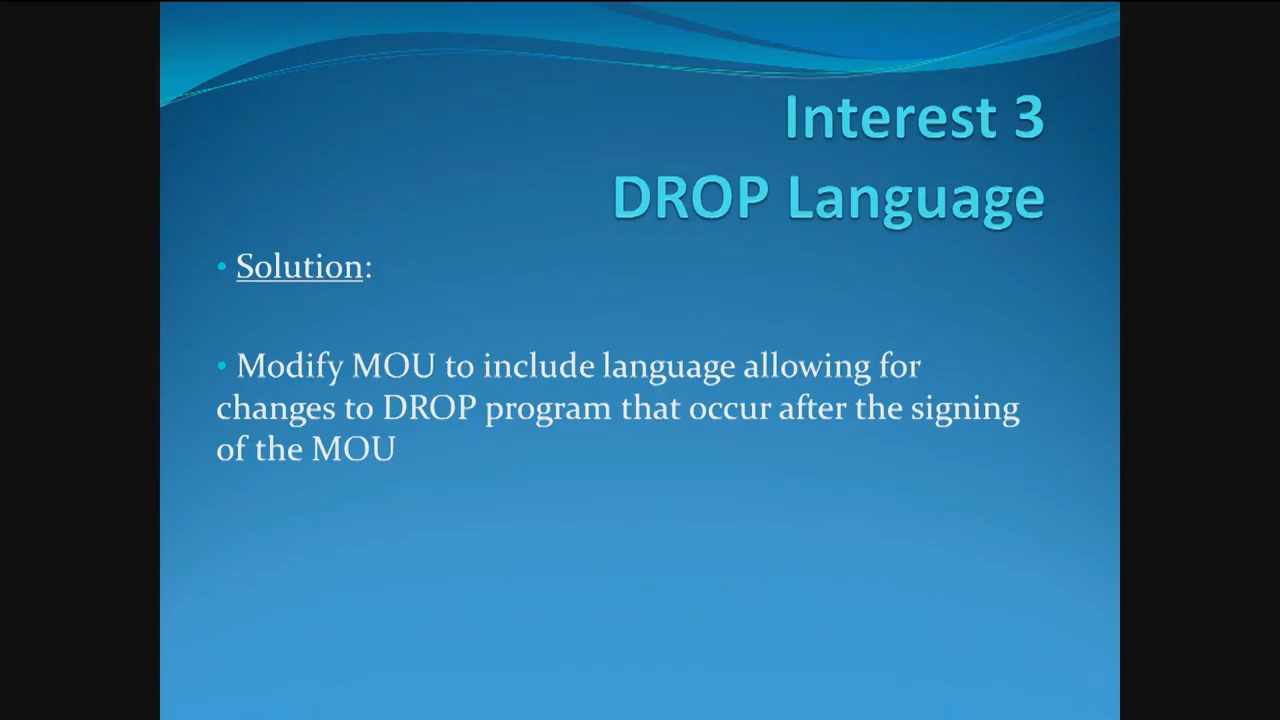 Interest 3
DROP Language
• Solution:
• Modify MOU to include language allowing for
changes to DROP program that occur after the signing
of the MOU